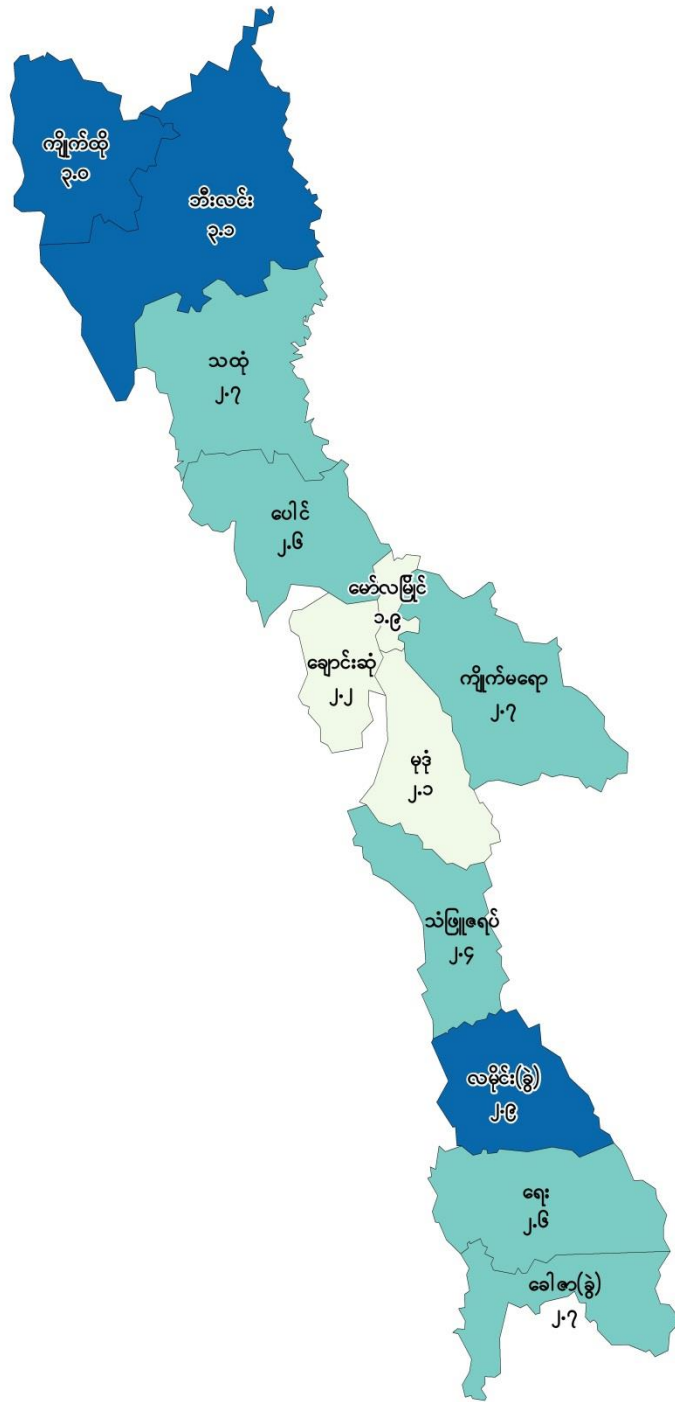 ကျိုက်ထို
၃.၀
ဘီးလင်း
၃.၁
သထုံ
၂.၇
ပေါင်
၂.၆
မော်လမြိုင်
၁.၉
ချောင်းဆုံ
၂.၂
ကျိုက်မရော
၂.၇
မုဒုံ
၂.၁
သံဖြူဇရပ်
၂.၄
လမိုင်း(ခွဲ)
၂.၉
ရေး
၂.၆
ခေါဇာ(ခွဲ)
၂.၇